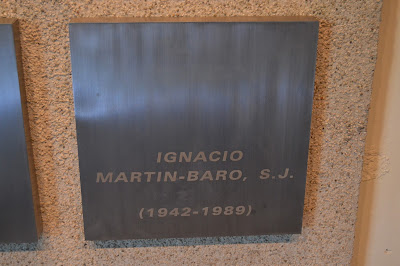 IGNACIO
MARTIN-BARO, S.J.
(1942-1989)